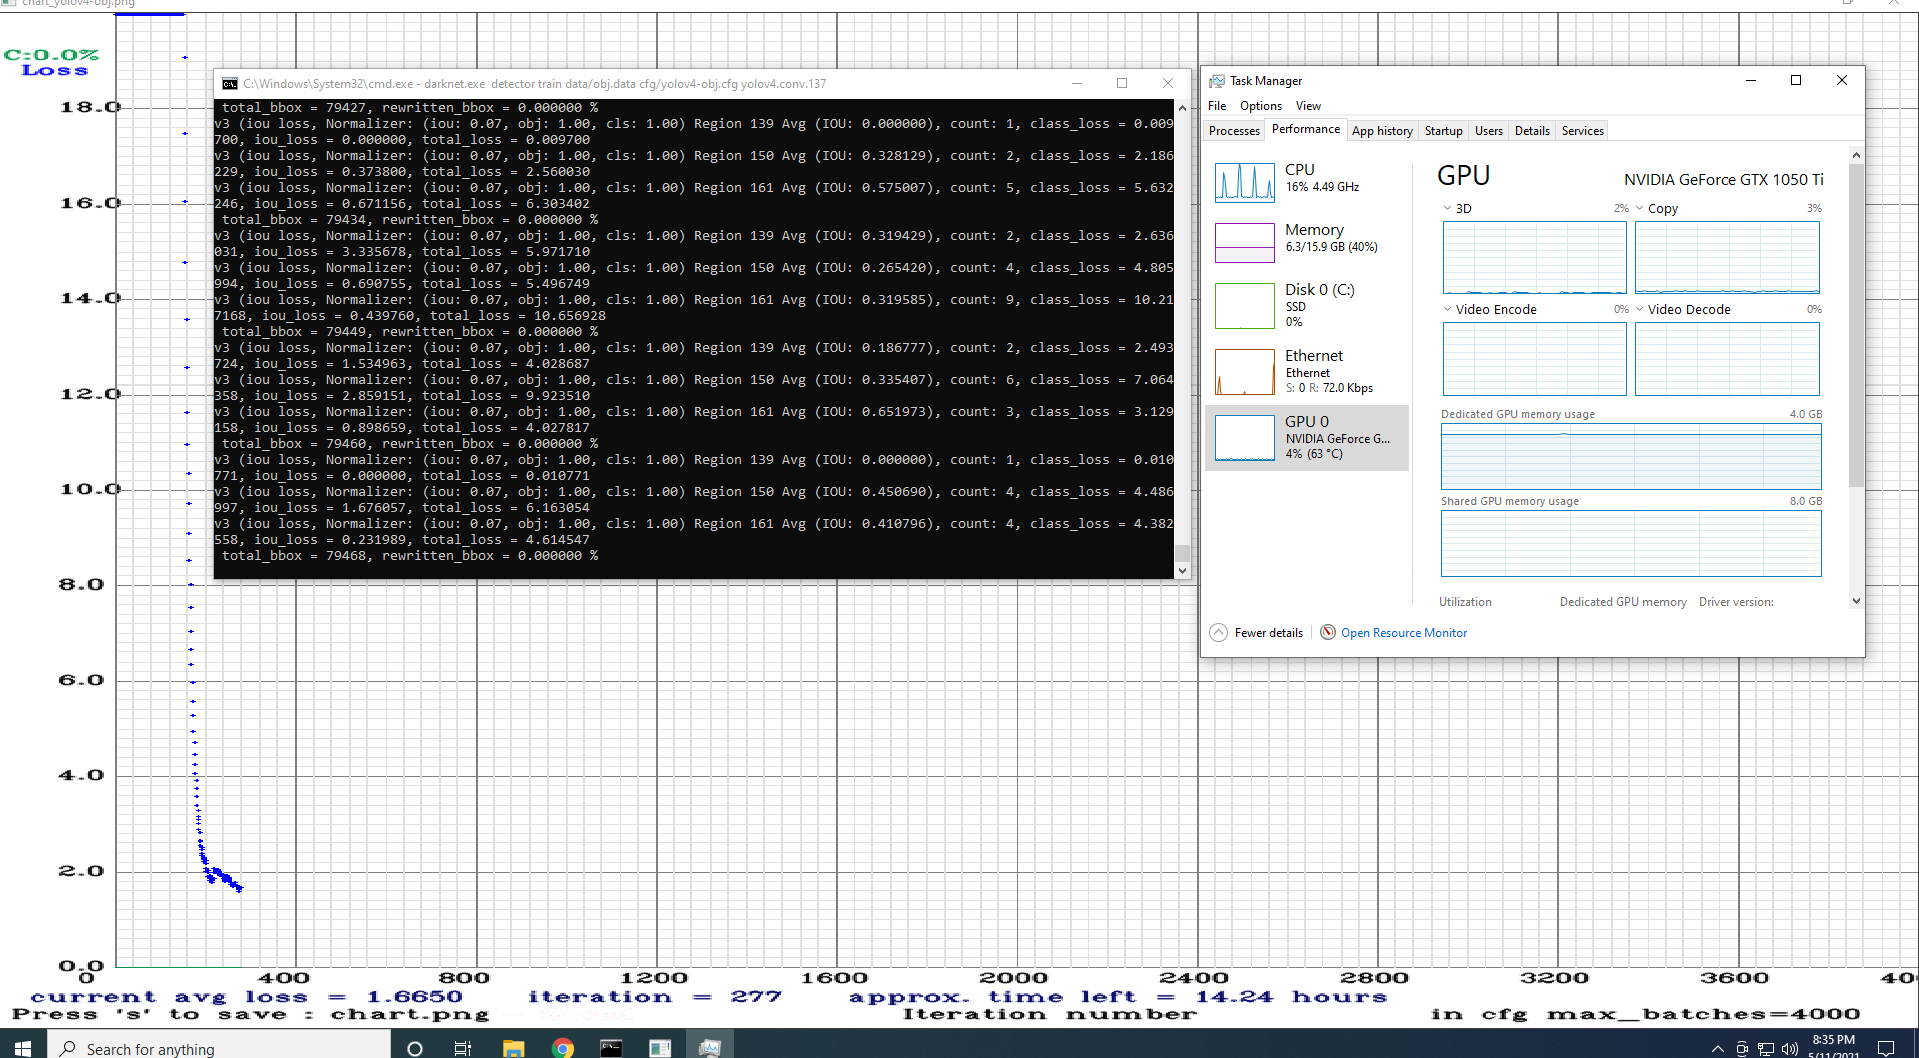 chart_yolov4-obj.png
C:0.0%
Loss
18.0
16.0
14.0
12.0
10.0
8.0
6.0
4.0
2.0
0.0
0 400 800 1200 1600 2000 2400 2800 3200 3600 400
current avg loss = 1.6650 iteration = 277 approx. time left = 14.24 hours
Press 's' to save : chart.png
Iteration number
in cfg max_batches=4000
C:\Windows\System32\cmd.exe - darknet.exe detector train data/obj.data cfg/yolov4-obj.cfg yolov4.conv.137
total_bbox = 79427, rewritten_bbox = 0.000000 %
v3 (iou loss, Normalizer: (iou: 0.07, obj: 1.00, cls: 1.00) Region 139 Avg (IOU: 0.000000), count: 1, class_loss = 0.009
700, iou_loss = 0.000000, total_loss = 0.009700
v3 (iou loss, Normalizer: (iou: 0.07, obj: 1.00, cls: 1.00) Region 150 Avg (IOU: 0.328129), count: 2, class_loss = 2.186
229, iou_loss = 0.373800, total_loss = 2.560030
v3 (iou loss, Normalizer: (iou: 0.07, obj: 1.00, cls: 1.00) Region 161 Avg (IOU: 0.575007), count: 5, class_loss = 5.632
246, iou_loss = 0.671156, total_loss = 6.303402
total_bbox = 79434, rewritten_bbox = 0.000000 %
v3 (iou loss, Normalizer: (iou: 0.07, obj: 1.00, cls: 1.00) Region 139 Avg (IOU: 0.319429), count: 2, class_loss = 2.636
031, iou_loss = 3.335678, total_loss = 5.971710
v3 (iou loss, Normalizer: (iou: 0.07, obj: 1.00, cls: 1.00) Region 150 Avg (IOU: 0.265420), count: 4, class_loss = 4.805
994, iou_loss = 0.690755, total_loss = 5.496749
v3 (iou loss, Normalizer: (iou: 0.07, obj: 1.00, cls: 1.00) Region 161 Avg (IOU: 0.319585), count: 9, class_loss = 10.21
7168, iou_loss = 0.439760, total_loss = 10.656928
total_bbox = 79449, rewritten_bbox = 0.000000 %
v3 (iou loss, Normalizer: (iou: 0.07, obj: 1.00, cls: 1.00) Region 139 Avg (IOU: 0.186777), count: 2, class_loss = 2.493
724, iou_loss = 1.534963, total_loss = 4.028687
v3 (iou loss, Normalizer: (iou: 0.07, obj: 1.00, cls: 1.00) Region 150 Avg (IOU: 0.335407), count: 6, class_loss = 7.064
358, iou_loss = 2.859151, total_loss = 9.923510
v3 (iou loss, Normalizer: (iou: 0.07, obj: 1.00, cls: 1.00) Region 161 Avg (IOU: 0.651973), count: 3, class_loss = 3.129
158, iou_loss = 0.898659, total_loss = 4.027817
total_bbox = 79460, rewritten_bbox = 0.000000 %
v3 (iou loss, Normalizer: (iou: 0.07, obj: 1.00, cls: 1.00) Region 139 Avg (IOU: 0.000000), count: 1, class_loss = 0.010
771, iou_loss = 0.000000, total_loss = 0.010771
v3 (iou loss, Normalizer: (iou: 0.07, obj: 1.00, cls: 1.00) Region 150 Avg (IOU: 0.450690), count: 4, class_loss = 4.486
997, iou_loss = 1.676057, total_loss = 6.163054
v3 (iou loss, Normalizer: (iou: 0.07, obj: 1.00, cls: 1.00) Region 161 Avg (IOU: 0.410796), count: 4, class_loss = 4.382
558, iou_loss = 0.231989, total_loss = 4.614547
total_bbox = 79468, rewritten_bbox = 0.000000 %
Task Manager
File Options View
Processes Performance App history Startup Users Details Services
CPU
16% 4.49 GHz
Memory
6.3/15.9 GB (40%)
Disk 0 (C:)
SSD
0%
Ethernet
Ethernet
S: 0 R: 72.0 Kbps
GPU 0
NVIDIA GeForce G...
4% (63 °C)
GPU
NVIDIA GeForce GTX 1050 Ti
3D 2%
Copy 3%
Video Encode 0%
Video Decode 0%
Dedicated GPU memory usage 4.0 GB
Shared GPU memory usage 8.0 GB
Utilization Dedicated GPU memory Driver version:
Fewer details
Open Resource Monitor
Search for anything
8:35 PM
5/11/2021